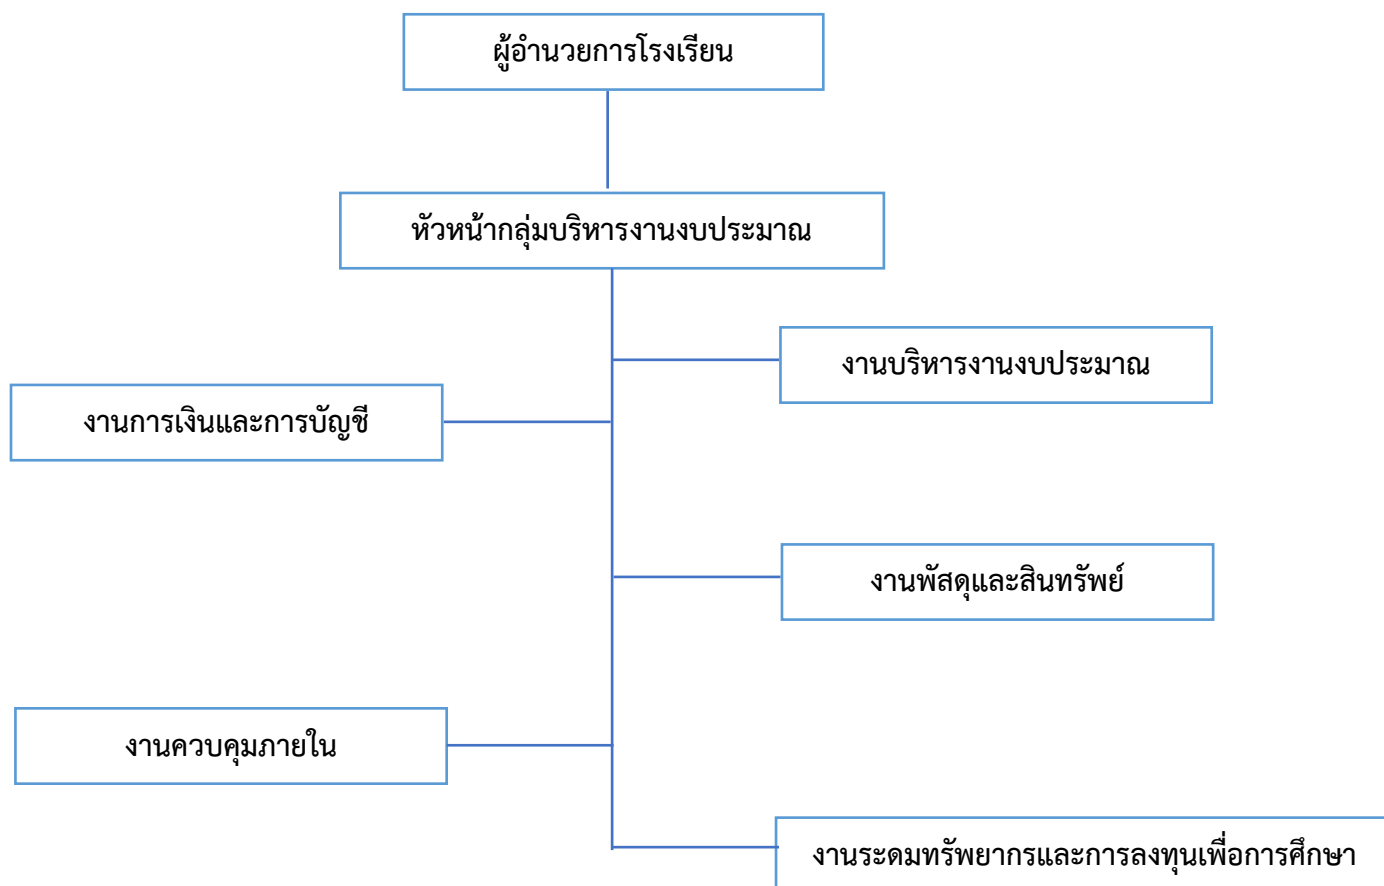 ผู้อำนวยการโรงเรียน
หัวหน้ากลุ่มบริหารงานงบประมาณ
งานบริหารงานงบประมาณ
งานการเงินและการบัญชี
งานพัสดุและสินทรัพย์
งานควบคุมภายใน
งานระดมทรัพยากรและการลงทุนเพื่อการศึกษา